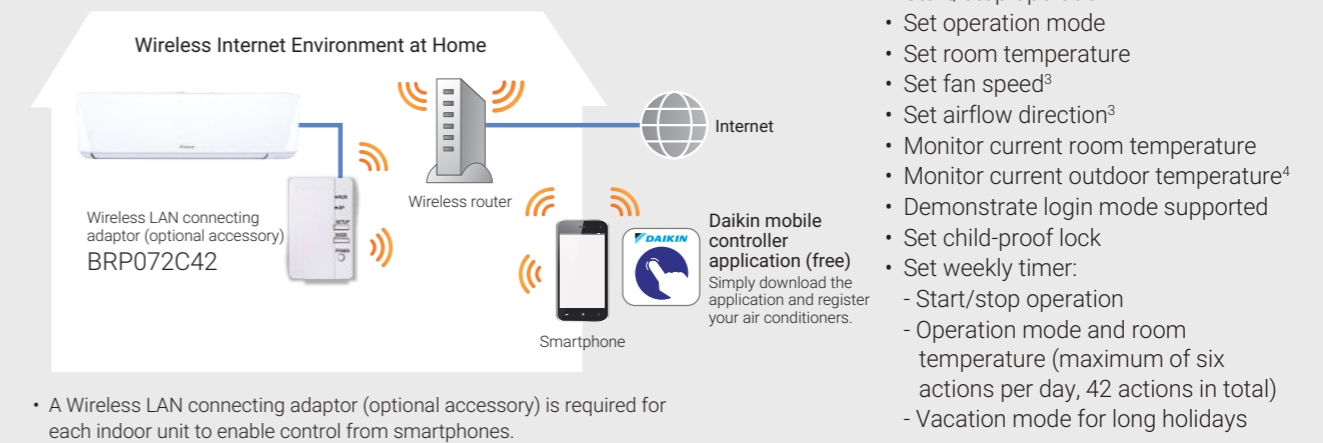 Wireless Internet Environment at Home
Internet
Wireless router
Wireless LAN connecting
adaptor (optional accessory)
BRP072C42
DAIKIN
Daikin mobile
controller
application (free)
Simply download the
application and register
your air conditioners.
Smartphone
• A Wireless LAN connecting adaptor (optional accessory) is required for
each indoor unit to enable control from smartphones.
• Set operation mode
• Set room temperature
• Set fan speed³
• Set airflow direction³
• Monitor current room temperature
• Monitor current outdoor temperature⁴
• Demonstrate login mode supported
• Set child-proof lock
• Set weekly timer:
- Start/stop operation
- Operation mode and room
temperature (maximum of six
actions per day, 42 actions in total)
- Vacation mode for long holidays